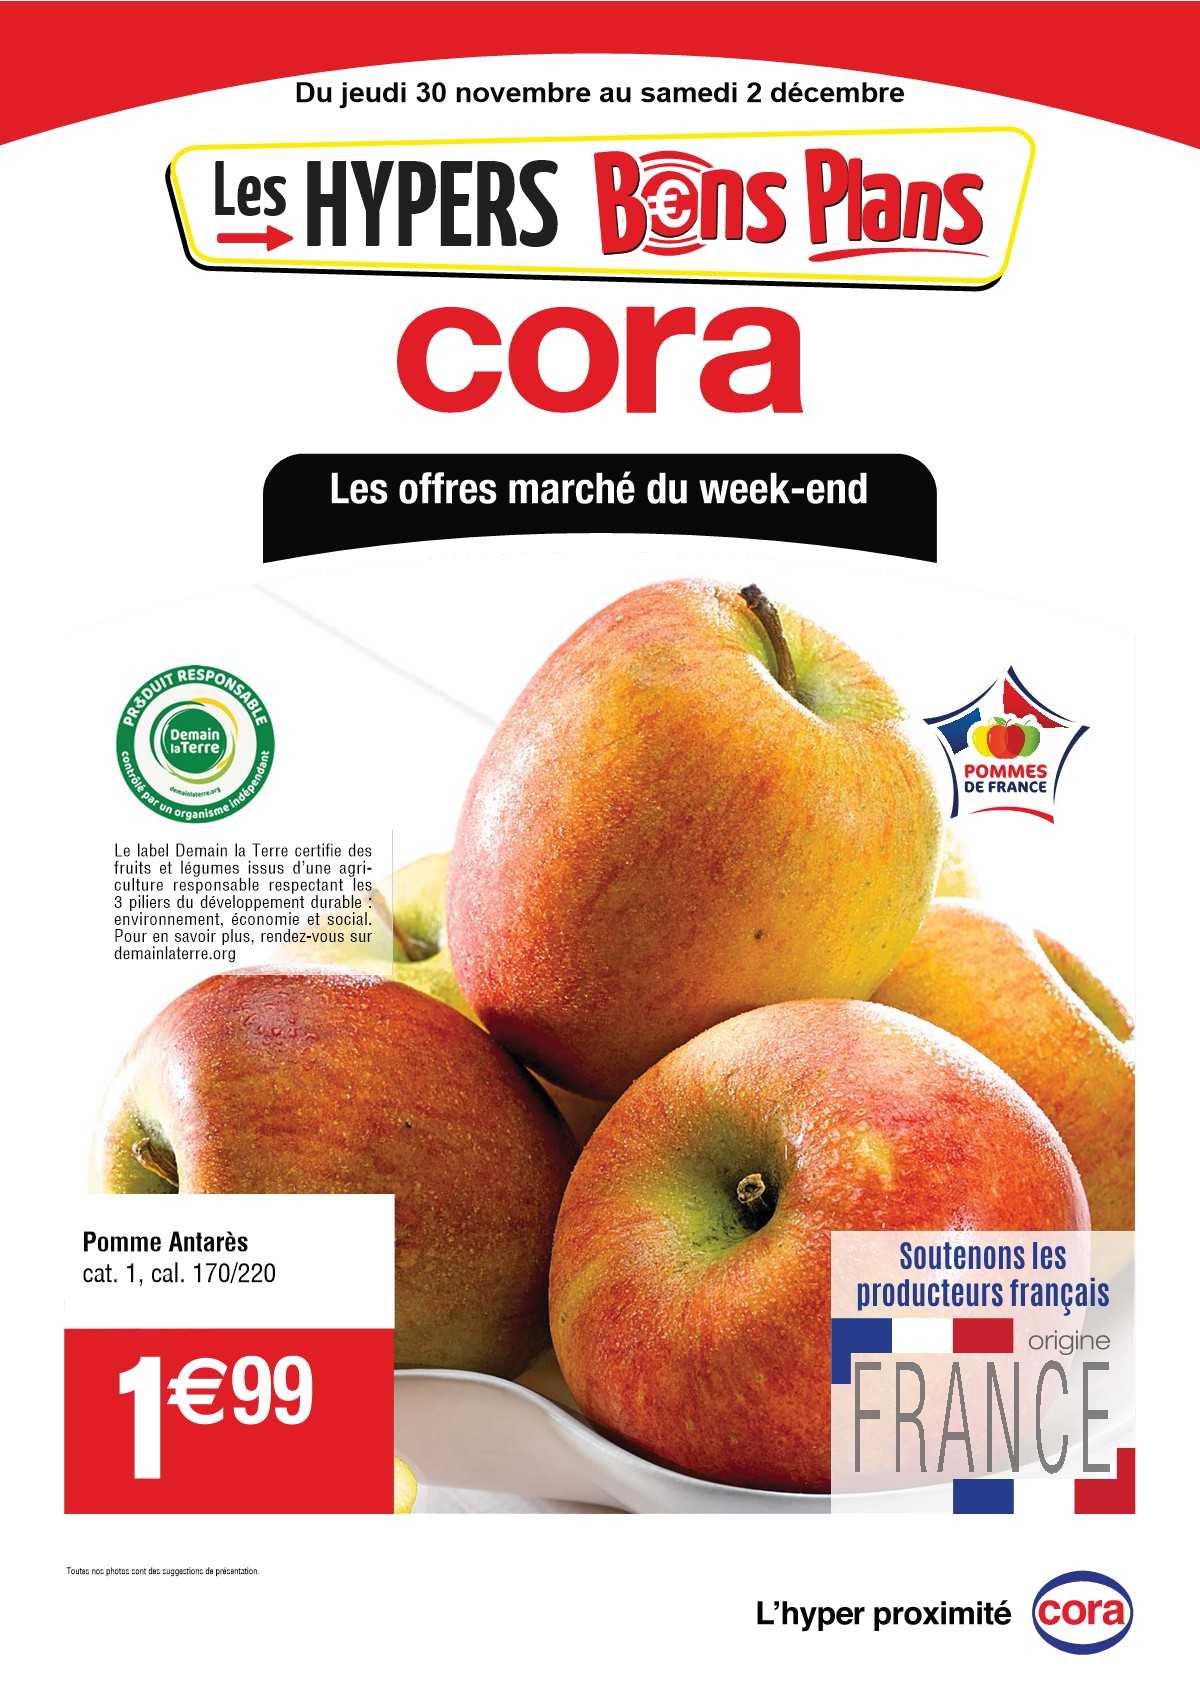 Du jeudi 30 novembre au samedi 2 décembre
Les HYPERS Bons Plans
cora
Les offres marché du week-end
PRODUIT RESPONSABLE
Demain
la Terre
demainlaterre.org
contrôlé par un organisme indépendant
POMMES
DE FRANCE
Le label Demain la Terre certifie des
fruits et légumes issus d'une agri-
culture responsable respectant les
3 piliers du développement durable :
environnement, économie et social.
Pour en savoir plus, rendez-vous sur
demainlaterre.org
Pomme Antarès
cat. 1, cal. 170/220
1€99
Soutenons les
producteurs français
origine
FRANCE
Toutes nos photos sont des suggestions de présentation.
L'hyper proximité cora